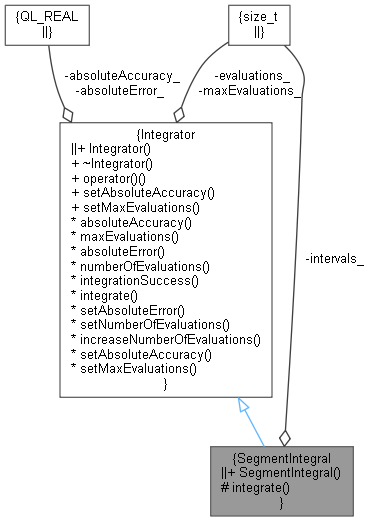 {QL_REAL
||}
{size_t
||}
-absoluteAccuracy_
-absoluteError_
-evaluations_
-maxEvaluations_
{Integrator
||+ Integrator()
+ ~Integrator()
+ operator()()
+ setAbsoluteAccuracy()
+ setMaxEvaluations()
* absoluteAccuracy()
* maxEvaluations()
* absoluteError()
* numberOfEvaluations()
* integrationSuccess()
* integrate()
* setAbsoluteError()
* setNumberOfEvaluations()
* increaseNumberOfEvaluations()
* setAbsoluteAccuracy()
* setMaxEvaluations()
}
-intervals_
{SegmentIntegral
||+ SegmentIntegral()
# integrate()
}